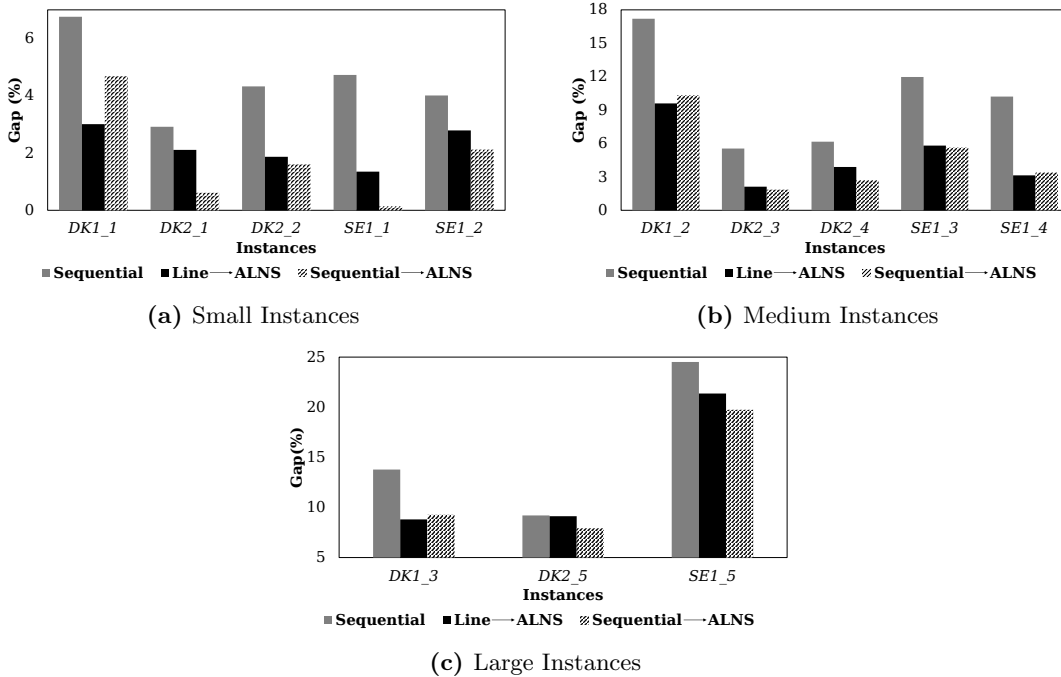 6
4
2
0
Gap (%)
DK1_1 DK2_1 DK2_2 SE1_1 SE1_2
Instances
Sequential Line→ALNS Sequential→ALNS
(a) Small Instances
18
15
12
9
6
3
0
Gap (%)
DK1_2 DK2_3 DK2_4 SE1_3 SE1_4
Instances
Sequential Line→ALNS Sequential→ALNS
(b) Medium Instances
25
20
15
10
5
Gap(%)
DK1_3 DK2_5 SE1_5
Instances
Sequential Line→ALNS Sequential→ALNS
(c) Large Instances